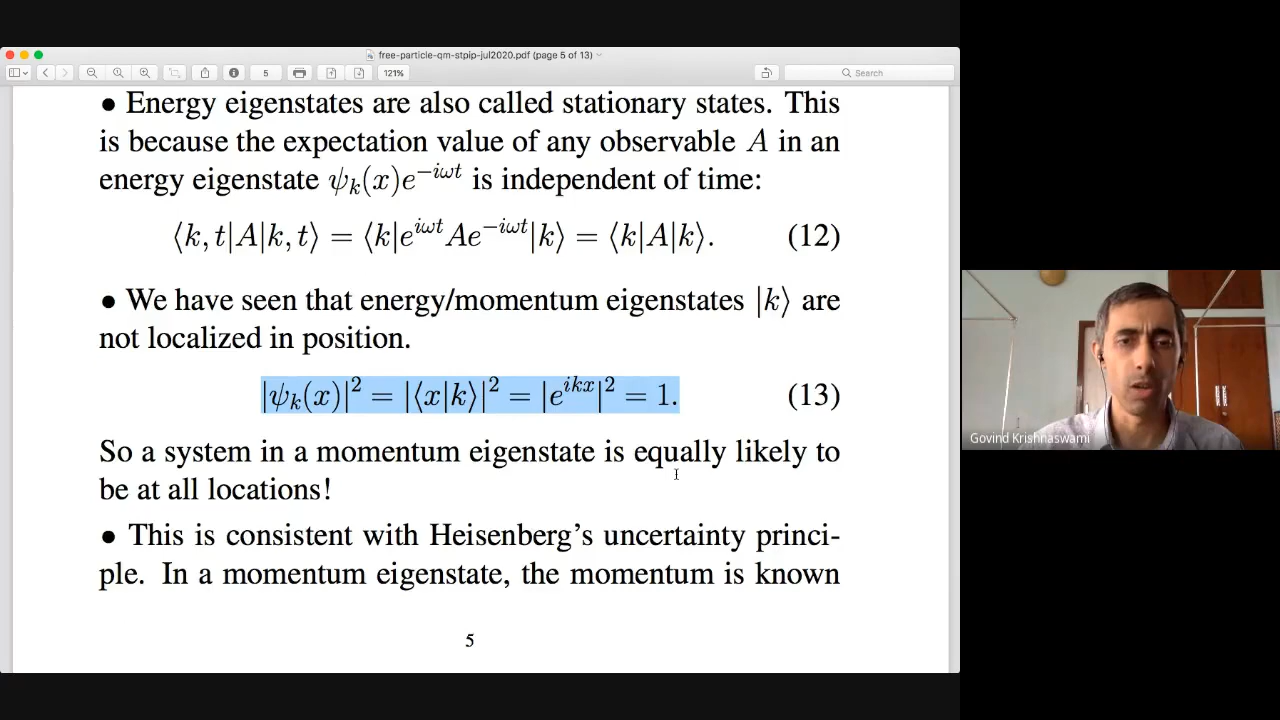 free-particle-qm-stpip-jul2020.pdf (page 5 of 13)
5
121%
Search
● Energy eigenstates are also called stationary states. This
is because the expectation value of any observable A in an
energy eigenstate ψₖ(x)e^{−iωt} is independent of time:
⟨k, t|A|k, t⟩ = ⟨k|e^{iωt}Ae^{−iωt}|k⟩ = ⟨k|A|k⟩. (12)
● We have seen that energy/momentum eigenstates |k⟩ are
not localized in position.
|ψₖ(x)|² = |⟨x|k⟩|² = |e^{ikx}|² = 1. (13)
So a system in a momentum eigenstate is equally likely to
be at all locations!
● This is consistent with Heisenberg's uncertainty princi-
ple. In a momentum eigenstate, the momentum is known
5
Govind Krishnaswami